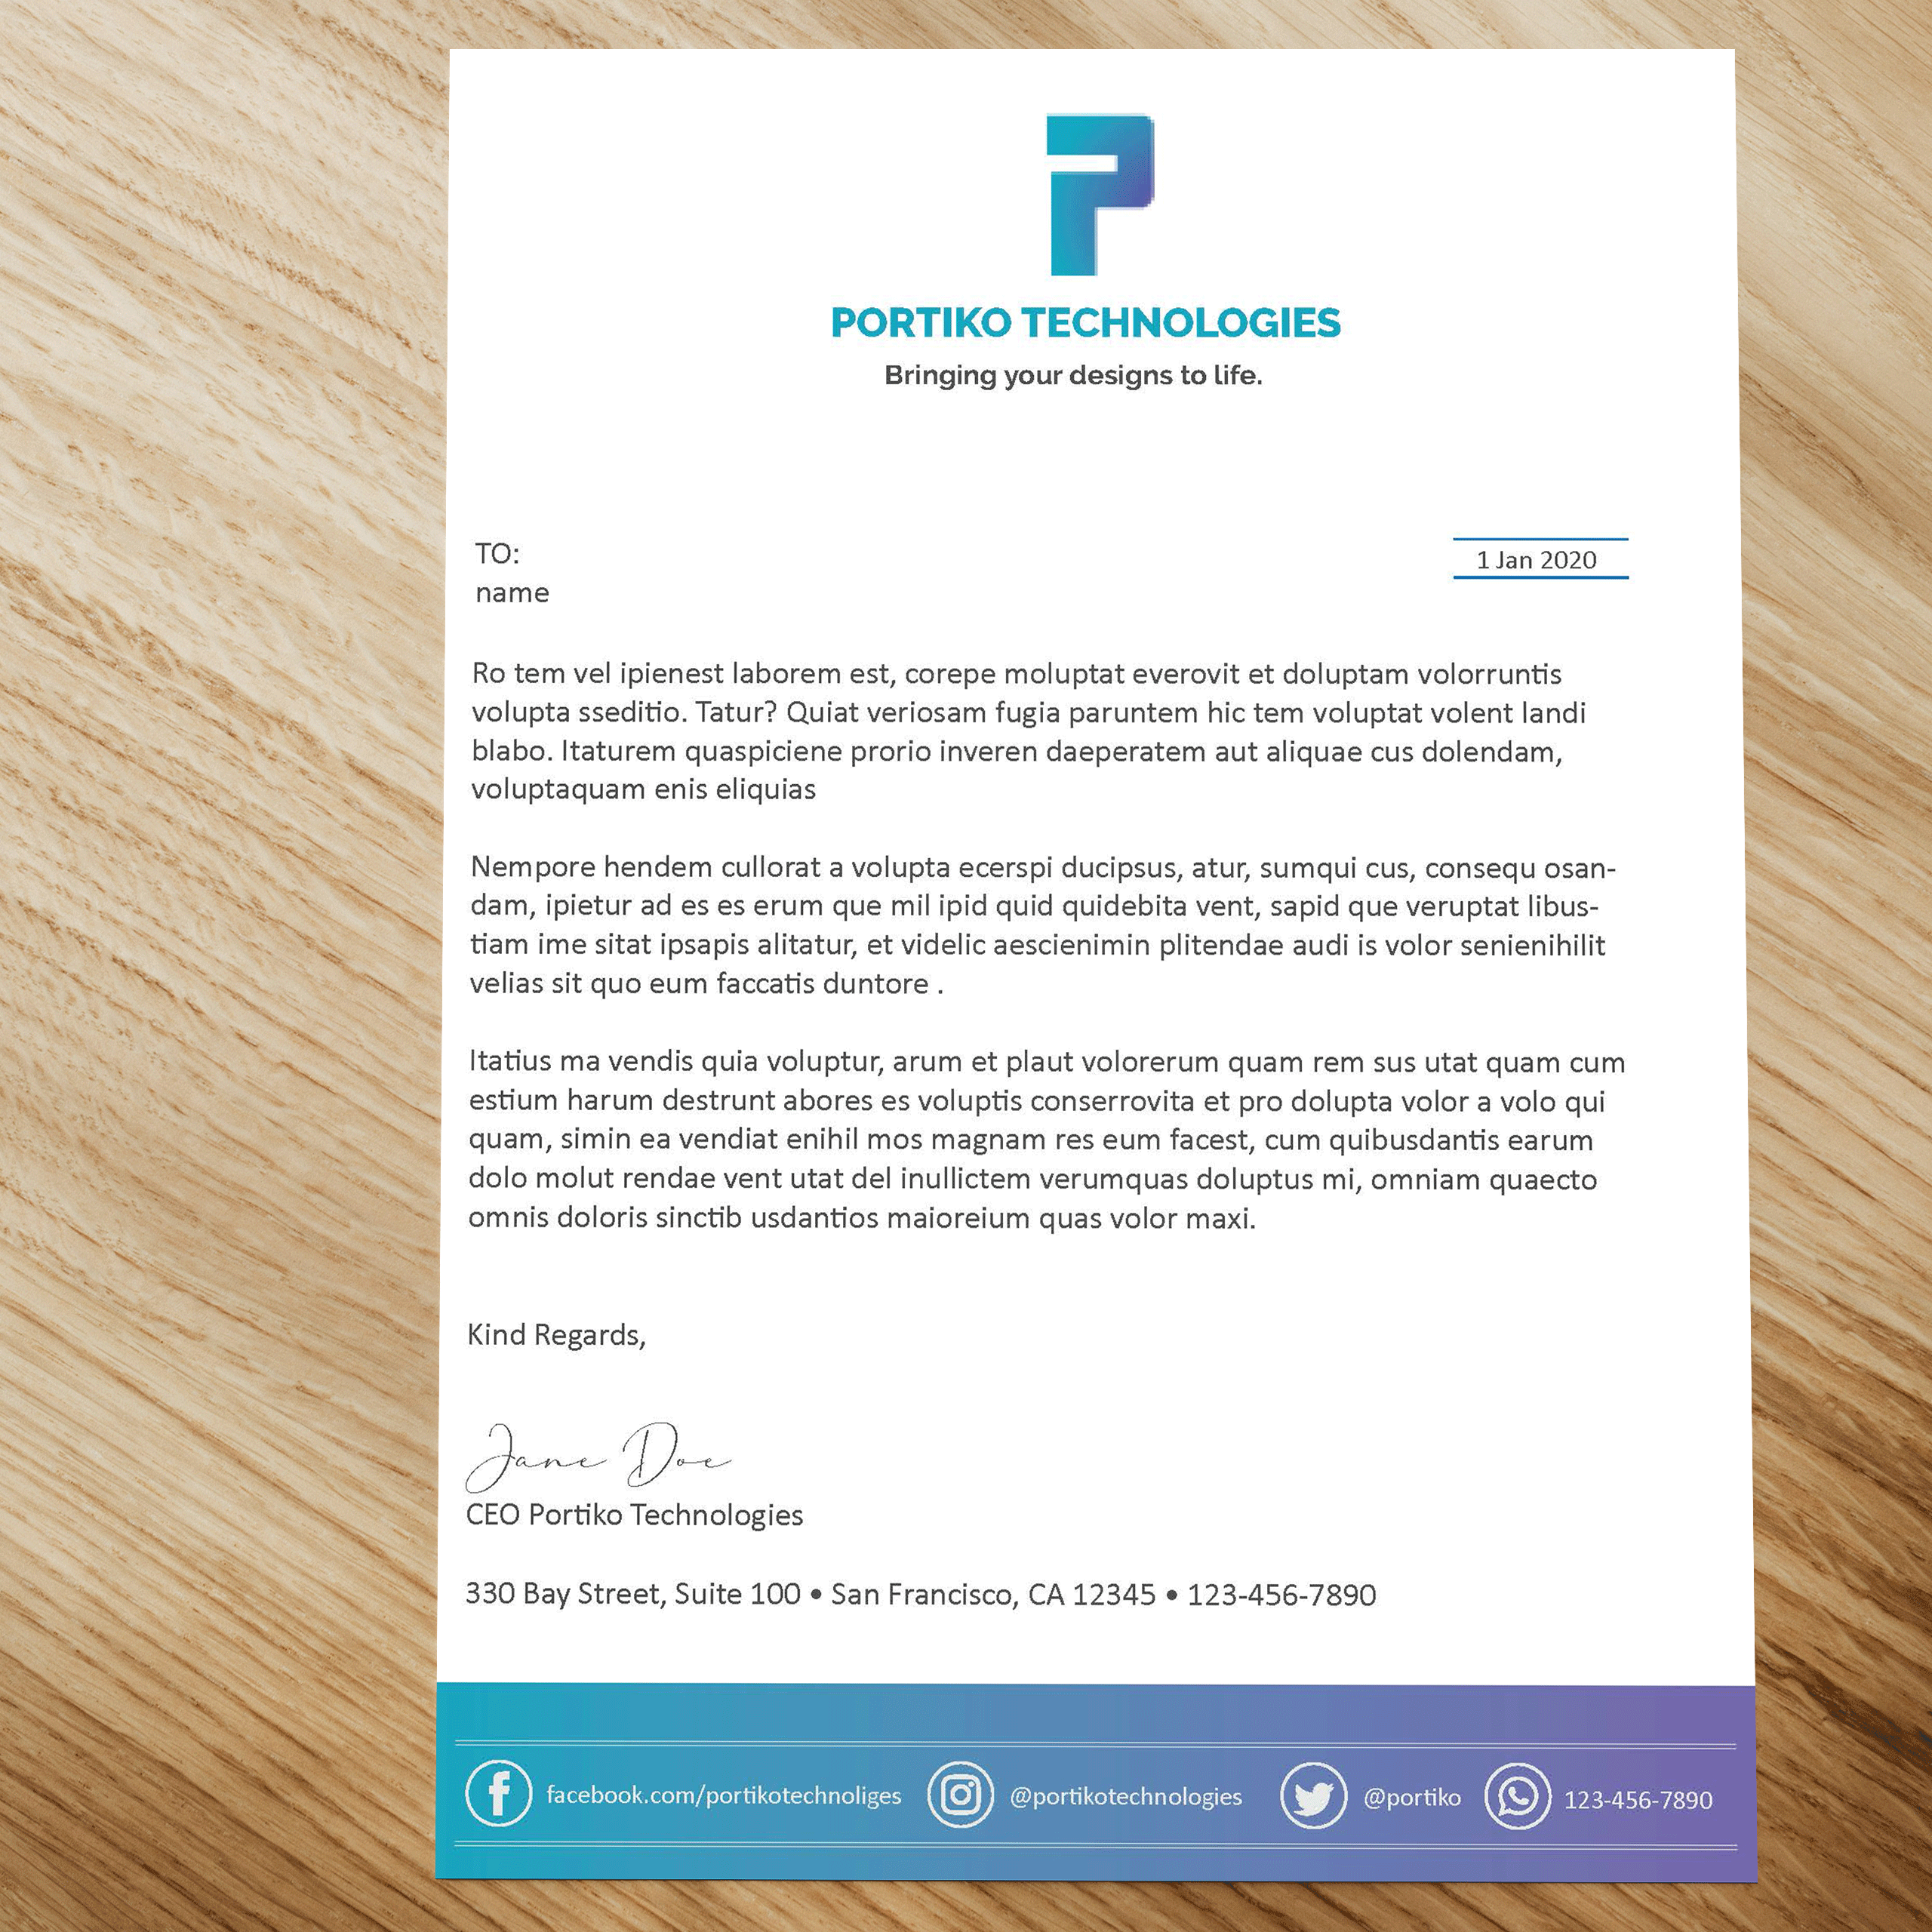 PORTIKO TECHNOLOGIES
Bringing your designs to life.
TO:
name
1 Jan 2020
Ro tem vel ipienest laborem est, corepe moluptat everovit et doluptam volorruntis
volupta sseditio. Tatur? Quiat veriosam fugia paruntem hic tem voluptat volent landi
blabo. Itaturem quaspiciene prorio inveren daeperatem aut aliquae cus dolendam,
voluptaquam enis eliquias
Nempore hendem cullorat a volupta ecerspi ducipsus, atur, sumqui cus, consequ osan-
dam, ipietur ad es es erum que mil ipid quid quidebita vent, sapid que veruptat libus-
tiam ime sitat ipsapis alitatur, et videlic aescienimin plitendae audi is volor senienihilit
velias sit quo eum faccatis duntore .
Itatius ma vendis quia voluptur, arum et plaut volorerum quam rem sus utat quam cum
estium harum destrunt abores es voluptis conserrovita et pro dolupta volor a volo qui
quam, simin ea vendiat enihil mos magnam res eum facest, cum quibusdantis earum
dolo molut rendae vent utat del inullictem verumquas doluptus mi, omniam quaecto
omnis doloris sinctib usdantios maioreium quas volor maxi.
Kind Regards,
Jane Doe
CEO Portiko Technologies
330 Bay Street, Suite 100 • San Francisco, CA 12345 • 123-456-7890
facebook.com/portikotechnoliges @portikotechnologies @portiko 123-456-7890